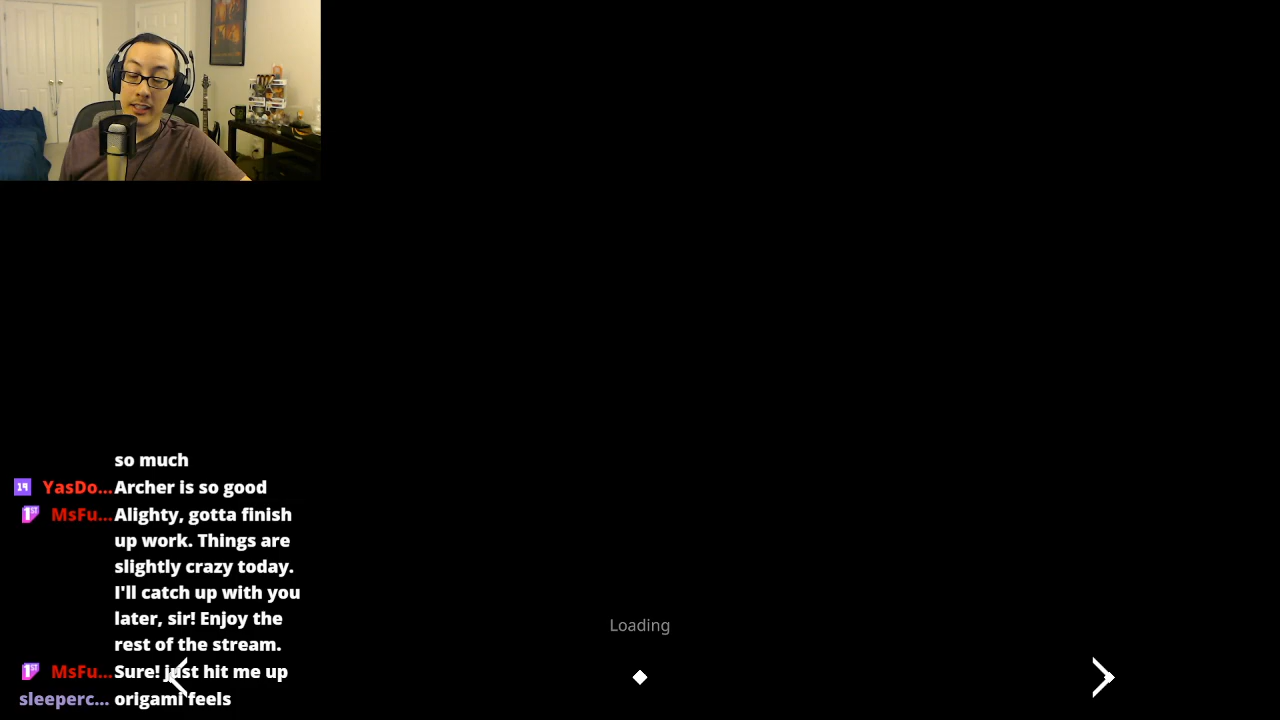 so much
YasDo... Archer is so good
MsFu... Alighty, gotta finish
up work. Things are
slightly crazy today.
I'll catch up with you
later, sir! Enjoy the
rest of the stream.
MsFu... Sure! just hit me up
sleeperc... origami feels
Loading